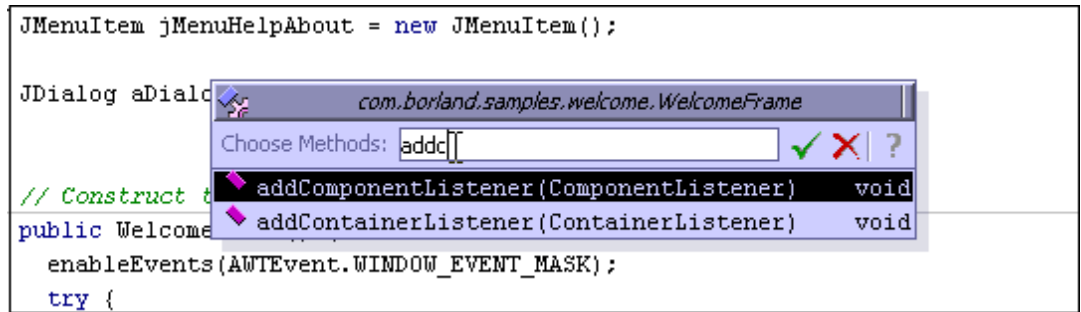 JMenuItem jMenuHelpAbout = new JMenuItem();
JDialog aDialo
com.borland.samples.welcome.WelcomeFrame
Choose Methods: addc
?
// Construct t
addComponentListener(ComponentListener) void
addContainerListener(ContainerListener) void
public Welcome
enableEvents(AWTEvent.WINDOW_EVENT_MASK);
try {